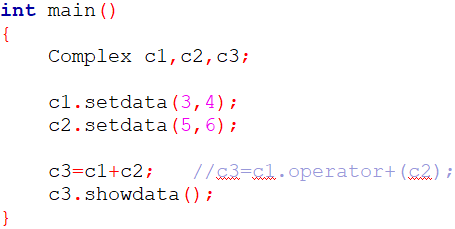 int main()
{
Complex c1,c2,c3;
c1.setdata(3,4);
c2.setdata(5,6);
c3=c1+c2; //c3=c1.operator+(c2);
c3.showdata();
}